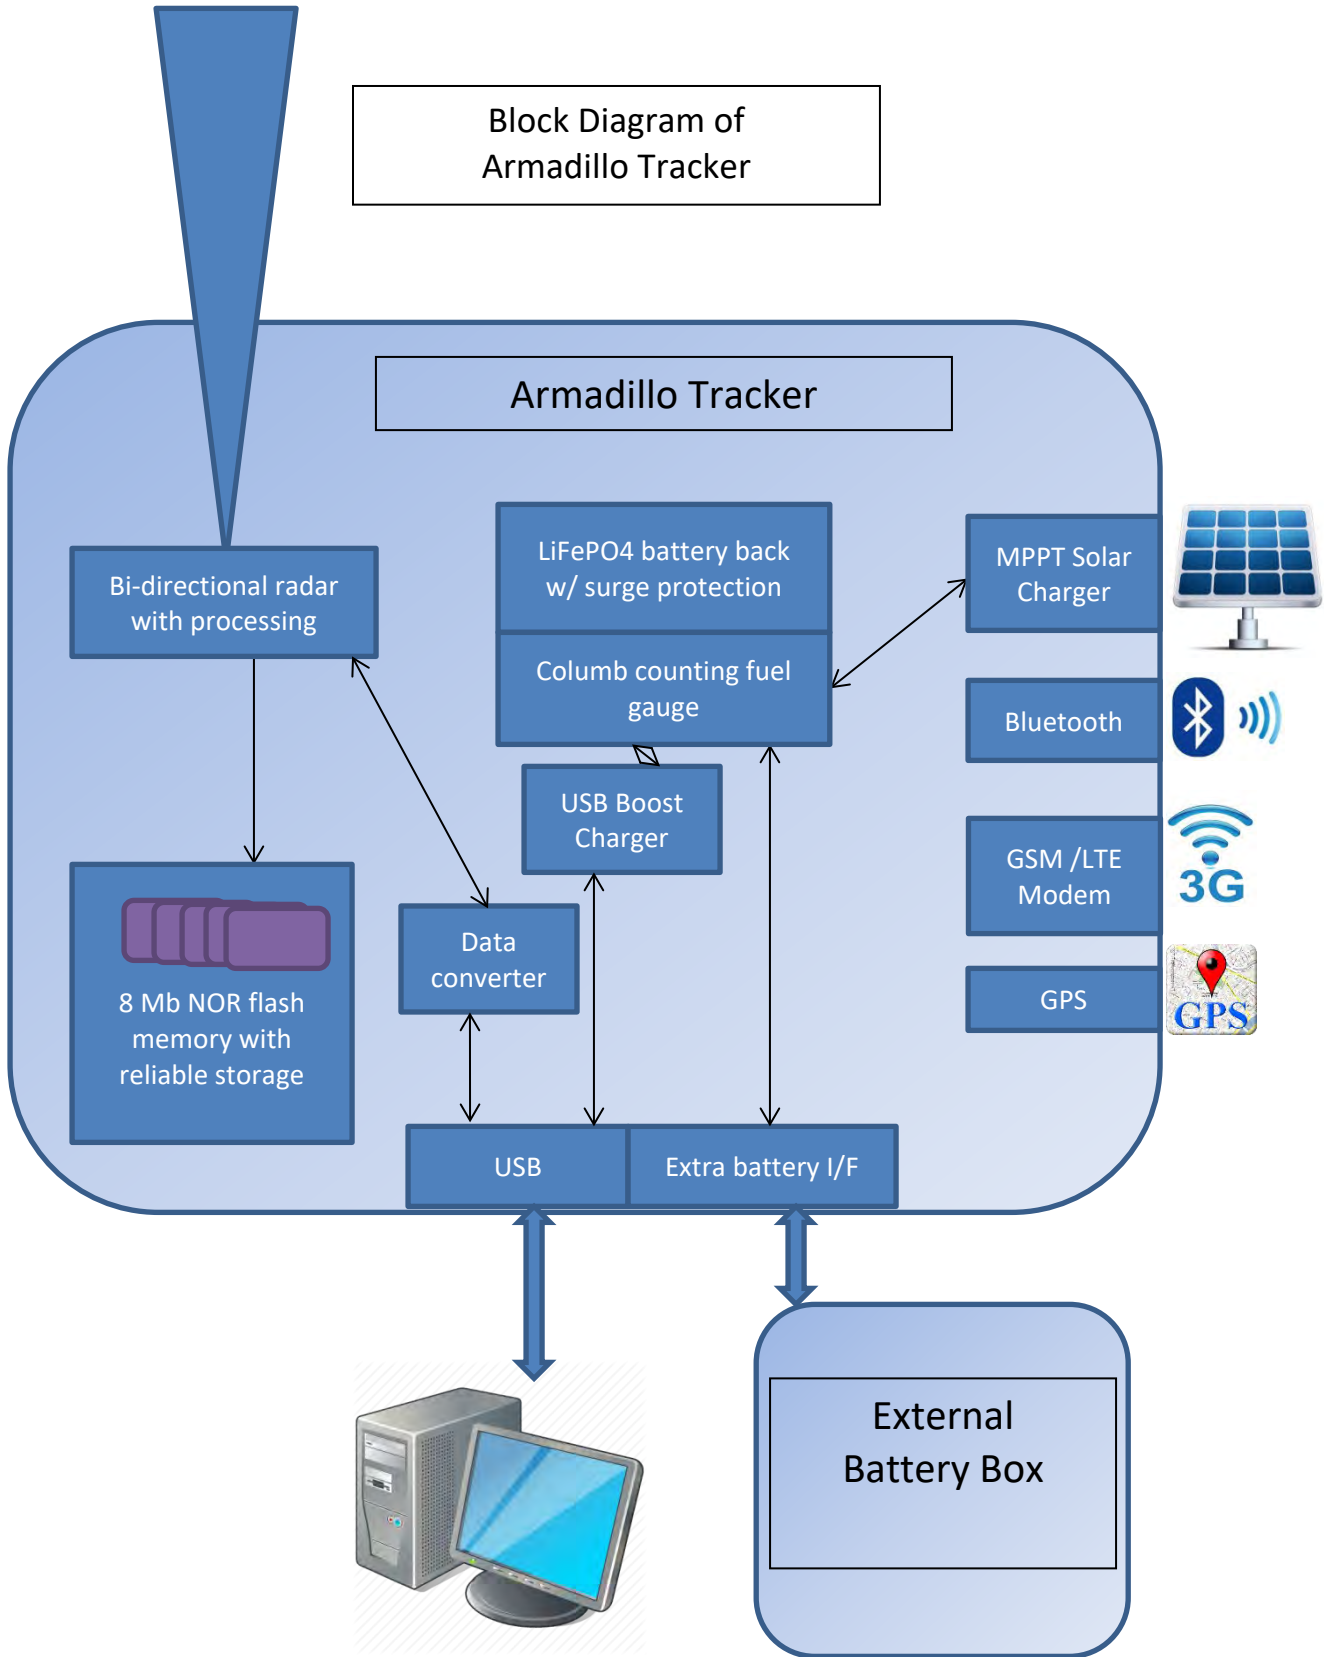 Block Diagram of
Armadillo Tracker
Armadillo Tracker
LiFePO4 battery back
w/ surge protection
MPPT Solar
Charger
Bi-directional radar
with processing
Columb counting fuel
gauge
Bluetooth
USB Boost
Charger
GSM /LTE
Modem
3G
Data
converter
8 Mb NOR flash
memory with
reliable storage
GPS
GPS
USB
Extra battery I/F
External
Battery Box